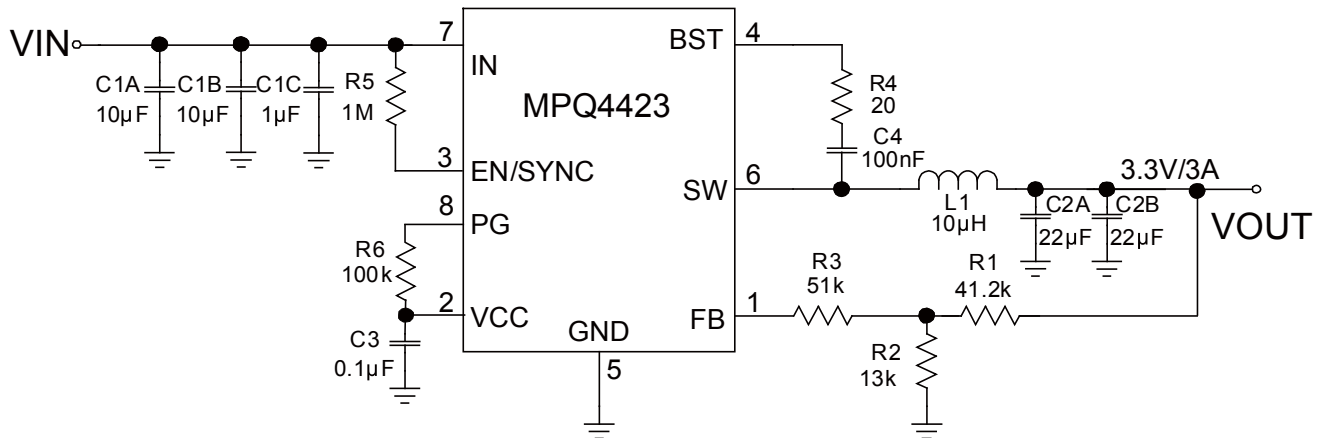 VIN
C1A
10µF
C1B
10µF
C1C
1µF
R5
1M
7
IN
3
EN/SYNC
8
PG
R6
100k
2
VCC
C3
0.1µF
MPQ4423
GND
5
BST
4
R4
20
C4
100nF
SW
6
L1
10µH
3.3V/3A
C2A
22µF
C2B
22µF
VOUT
FB
1
R3
51k
R1
41.2k
R2
13k